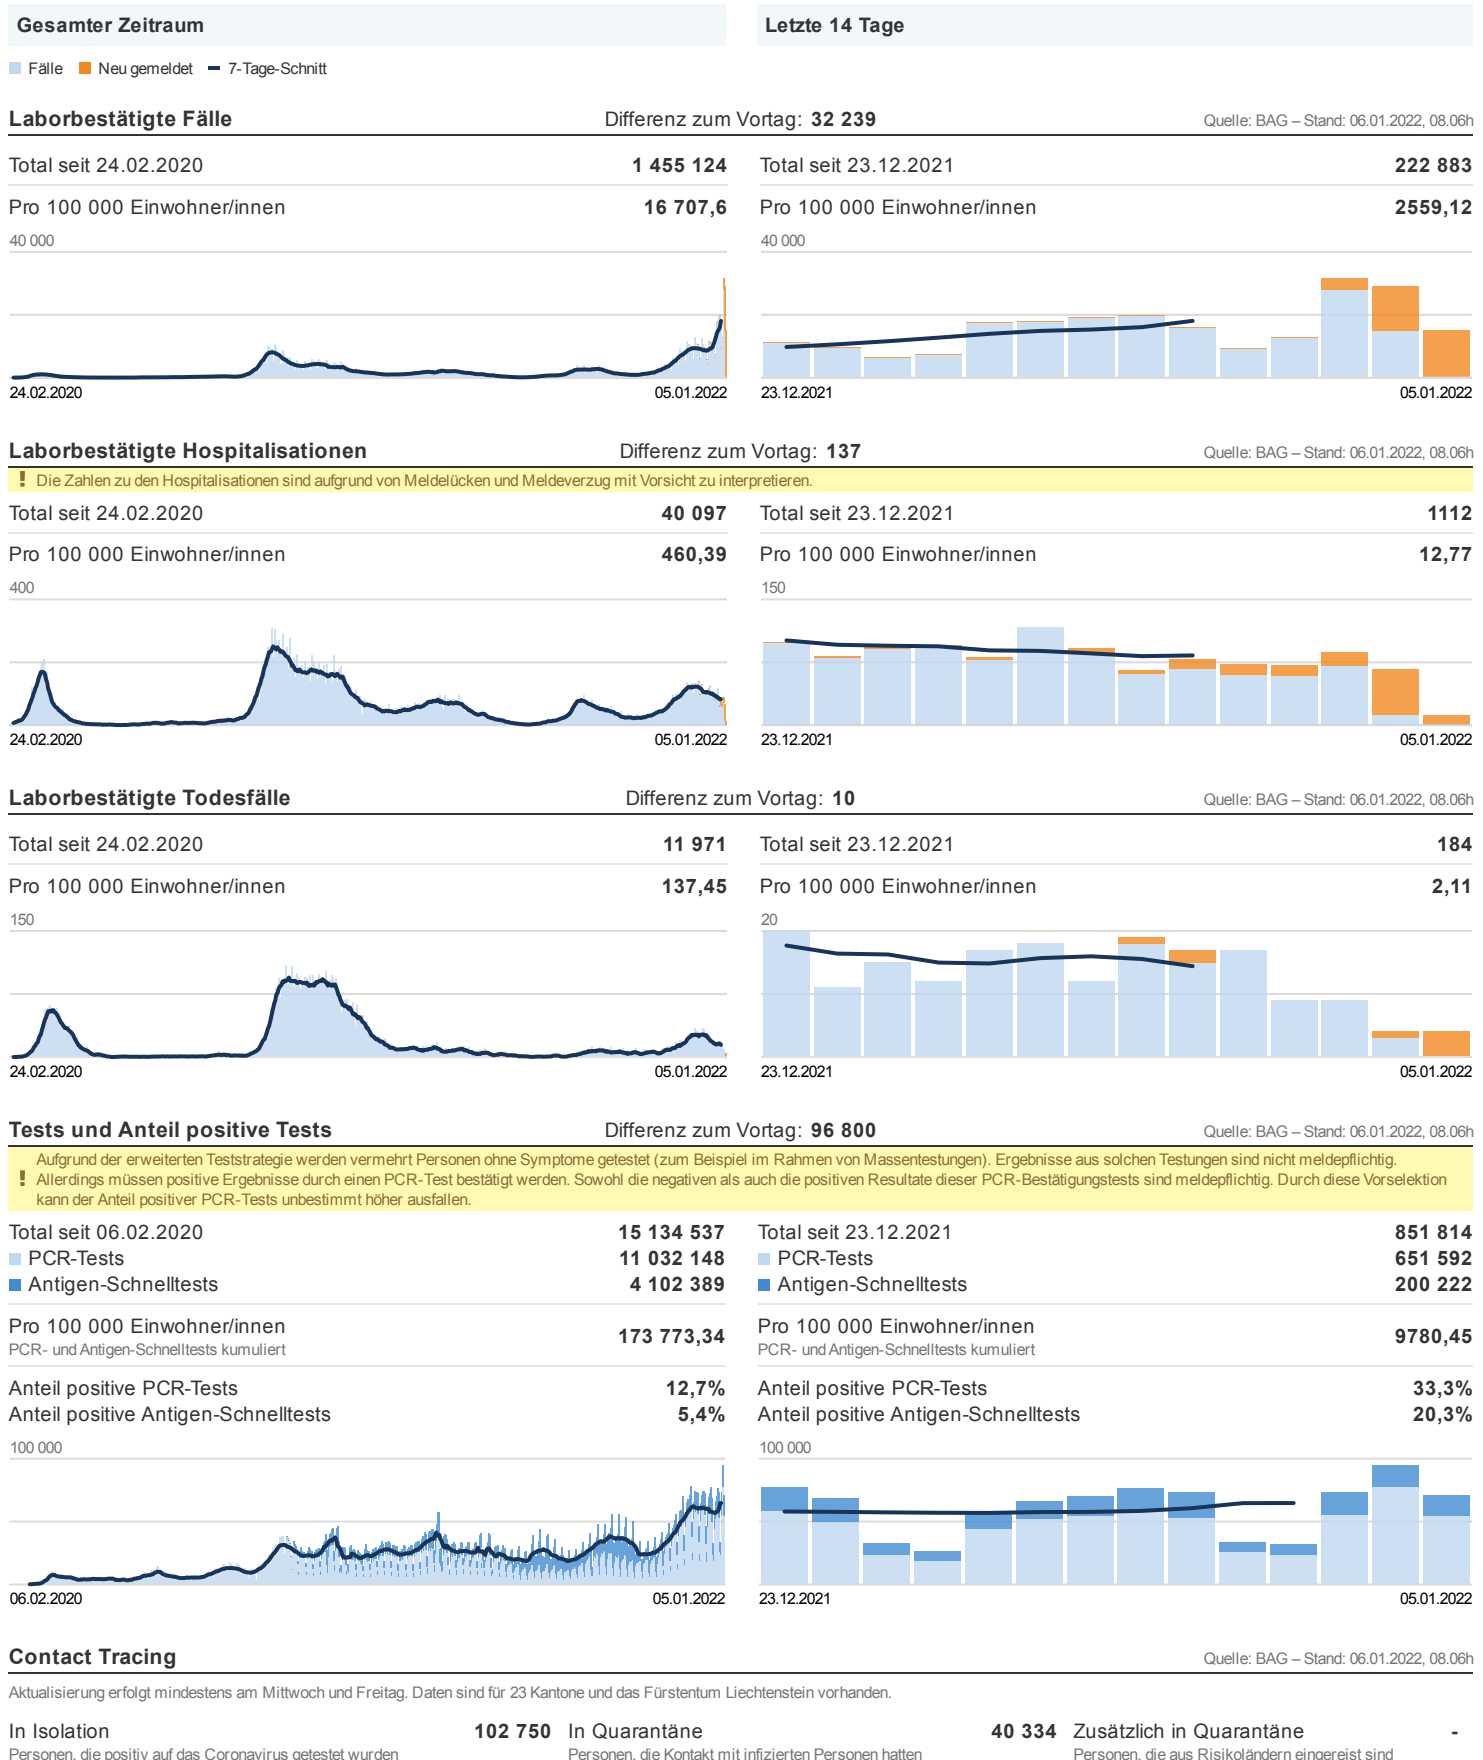 Gesamter Zeitraum
Letzte 14 Tage
Fälle Neu gemeldet 7-Tage-Schnitt
Laborbestätigte Fälle Differenz zum Vortag: 32 239 Quelle: BAG – Stand: 06.01.2022, 08.06h
Total seit 24.02.2020 1 455 124
Pro 100 000 Einwohner/innen 16 707,6
40 000
24.02.2020 05.01.2022
Total seit 23.12.2021 222 883
Pro 100 000 Einwohner/innen 2559,12
40 000
23.12.2021 05.01.2022
Laborbestätigte Hospitalisationen Differenz zum Vortag: 137 Quelle: BAG – Stand: 06.01.2022, 08.06h
! Die Zahlen zu den Hospitalisationen sind aufgrund von Meldelücken und Meldeverzug mit Vorsicht zu interpretieren.
Total seit 24.02.2020 40 097
Pro 100 000 Einwohner/innen 460,39
400
24.02.2020 05.01.2022
Total seit 23.12.2021 1112
Pro 100 000 Einwohner/innen 12,77
150
23.12.2021 05.01.2022
Laborbestätigte Todesfälle Differenz zum Vortag: 10 Quelle: BAG – Stand: 06.01.2022, 08.06h
Total seit 24.02.2020 11 971
Pro 100 000 Einwohner/innen 137,45
150
24.02.2020 05.01.2022
Total seit 23.12.2021 184
Pro 100 000 Einwohner/innen 2,11
20
23.12.2021 05.01.2022
Tests und Anteil positive Tests Differenz zum Vortag: 96 800 Quelle: BAG – Stand: 06.01.2022, 08.06h
Aufgrund der erweiterten Teststrategie werden vermehrt Personen ohne Symptome getestet (zum Beispiel im Rahmen von Massentestungen). Ergebnisse aus solchen Testungen sind nicht meldepflichtig.
! Allerdings müssen positive Ergebnisse durch einen PCR-Test bestätigt werden. Sowohl die negativen als auch die positiven Resultate dieser PCR-Bestätigungstests sind meldepflichtig. Durch diese Vorselektion
kann der Anteil positiver PCR-Tests unbestimmt höher ausfallen.
Total seit 06.02.2020 15 134 537
PCR-Tests 11 032 148
Antigen-Schnelltests 4 102 389
Pro 100 000 Einwohner/innen 173 773,34
PCR- und Antigen-Schnelltests kumuliert
Anteil positive PCR-Tests 12,7%
Anteil positive Antigen-Schnelltests 5,4%
100 000
06.02.2020 05.01.2022
Total seit 23.12.2021 851 814
PCR-Tests 651 592
Antigen-Schnelltests 200 222
Pro 100 000 Einwohner/innen 9780,45
PCR- und Antigen-Schnelltests kumuliert
Anteil positive PCR-Tests 33,3%
Anteil positive Antigen-Schnelltests 20,3%
100 000
23.12.2021 05.01.2022
Contact Tracing Quelle: BAG – Stand: 06.01.2022, 08.06h
Aktualisierung erfolgt mindestens am Mittwoch und Freitag. Daten sind für 23 Kantone und das Fürstentum Liechtenstein vorhanden.
In Isolation 102 750
Personen, die positiv auf das Coronavirus getestet wurden
In Quarantäne 40 334
Personen, die Kontakt mit infizierten Personen hatten
Zusätzlich in Quarantäne -
Personen, die aus Risikoländern eingereist sind